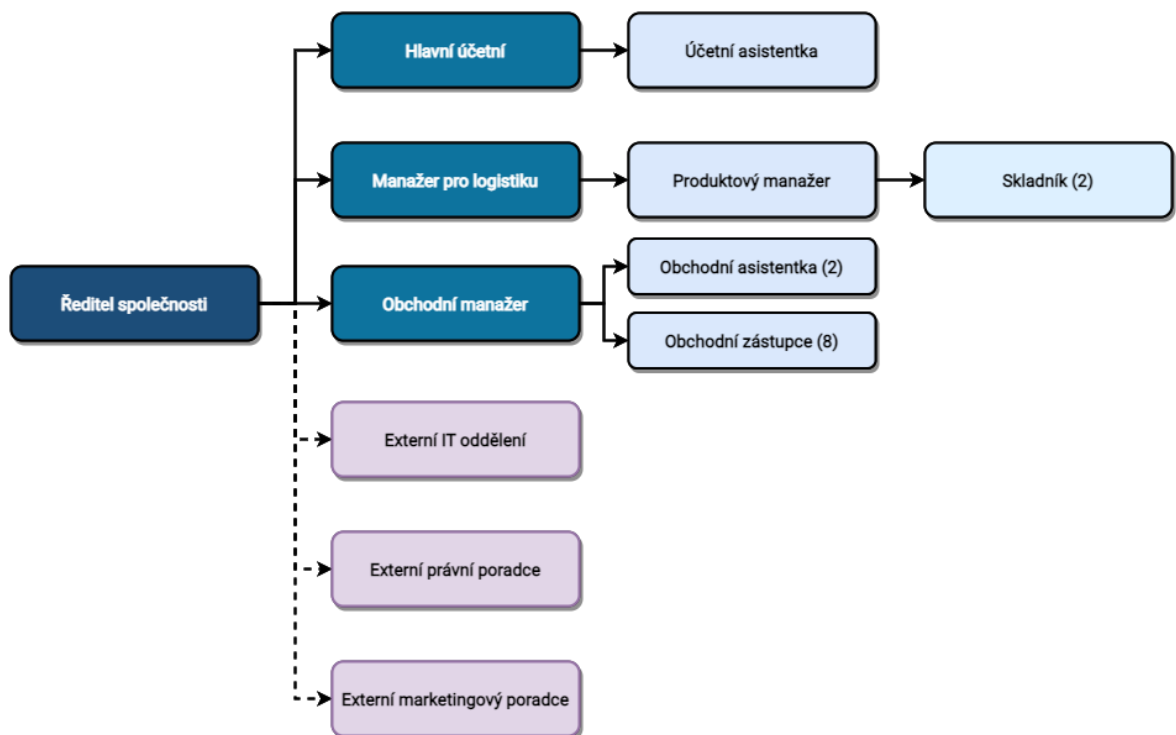 Hlavní účetní
Účetní asistentka
Manažer pro logistiku
Produktový manažer
Skladník (2)
Obchodní asistentka (2)
Ředitel společnosti
Obchodní manažer
Obchodní zástupce (8)
Externí IT oddělení
Externí právní poradce
Externí marketingový poradce